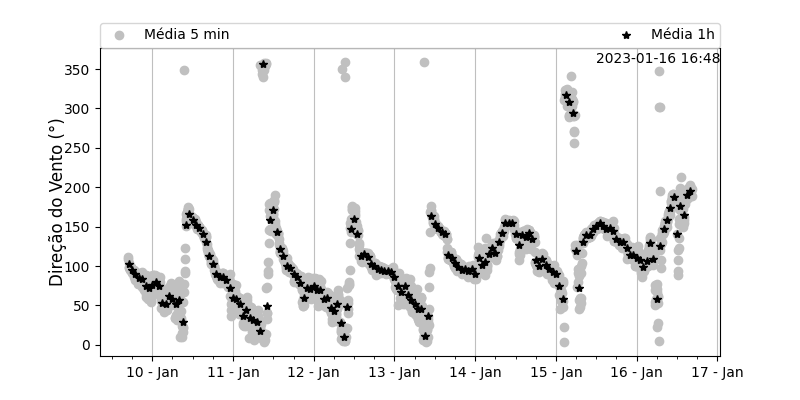 Média 5 min
Média 1h
2023-01-16 16:48
Direção do Vento (°)
350
300
250
200
150
100
50
0
10 - Jan
11 - Jan
12 - Jan
13 - Jan
14 - Jan
15 - Jan
16 - Jan
17 - Jan